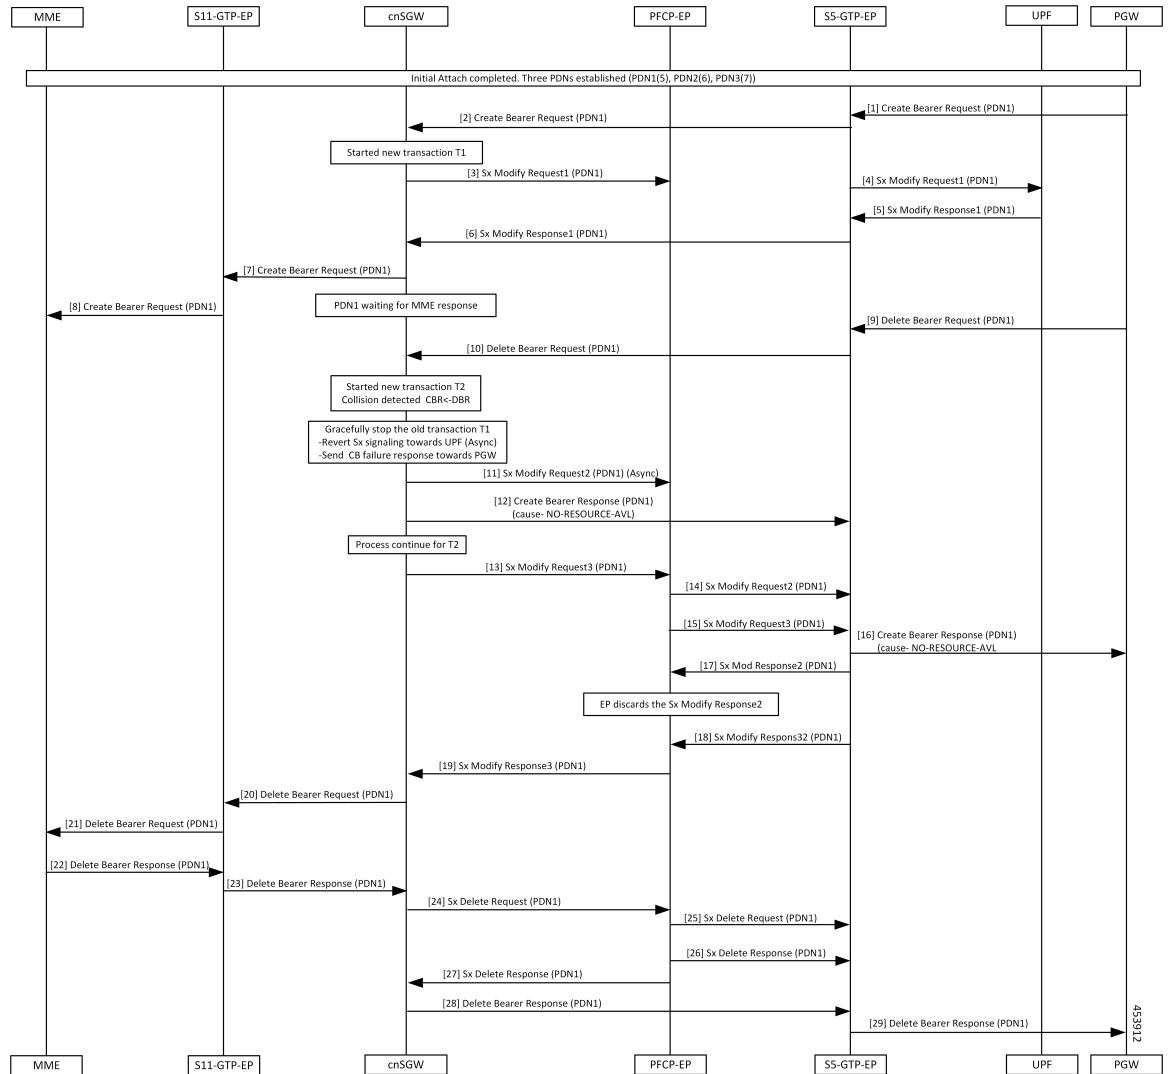 MME
S11-GTP-EP
cnSGW
PFCP-EP
S5-GTP-EP
UPF
PGW
Initial Attach completed. Three PDNs established (PDN1(5), PDN2(6), PDN3(7))
[1] Create Bearer Request (PDN1)
[2] Create Bearer Request (PDN1)
Started new transaction T1
[3] Sx Modify Request1 (PDN1)
[4] Sx Modify Request1 (PDN1)
[5] Sx Modify Response1 (PDN1)
[6] Sx Modify Response1 (PDN1)
[7] Create Bearer Request (PDN1)
PDN1 waiting for MME response
[8] Create Bearer Request (PDN1)
[9] Delete Bearer Request (PDN1)
[10] Delete Bearer Request (PDN1)
Started new transaction T2
Collision detected CBR<-DBR
Gracefully stop the old transaction T1
-Revert Sx signaling towards UPF (Async)
-Send CB failure response towards PGW
[11] Sx Modify Request2 (PDN1) (Async)
[12] Create Bearer Response (PDN1)
(cause- NO-RESOURCE-AVL)
Process continue for T2
[13] Sx Modify Request3 (PDN1)
[14] Sx Modify Request2 (PDN1)
[15] Sx Modify Request3 (PDN1)
[16] Create Bearer Response (PDN1)
(cause- NO-RESOURCE-AVL
[17] Sx Mod Response2 (PDN1)
EP discards the Sx Modify Response2
[18] Sx Modify Respons32 (PDN1)
[19] Sx Modify Response3 (PDN1)
[20] Delete Bearer Request (PDN1)
[21] Delete Bearer Request (PDN1)
[22] Delete Bearer Response (PDN1)
[23] Delete Bearer Response (PDN1)
[24] Sx Delete Request (PDN1)
[25] Sx Delete Request (PDN1)
[26] Sx Delete Response (PDN1)
[27] Sx Delete Response (PDN1)
[28] Delete Bearer Response (PDN1)
[29] Delete Bearer Response (PDN1)
453912
MME
S11-GTP-EP
cnSGW
PFCP-EP
S5-GTP-EP
UPF
PGW